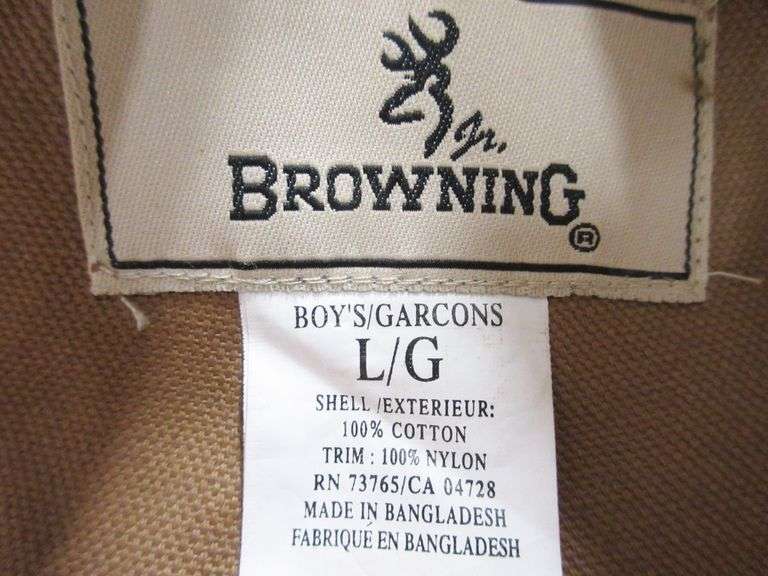 Jr.
BROWNING
®
BOY'S/GARCONS
L/G
SHELL /EXTERIEUR:
100% COTTON
TRIM : 100% NYLON
RN 73765/CA 04728
MADE IN BANGLADESH
FABRIQUÉ EN BANGLADESH